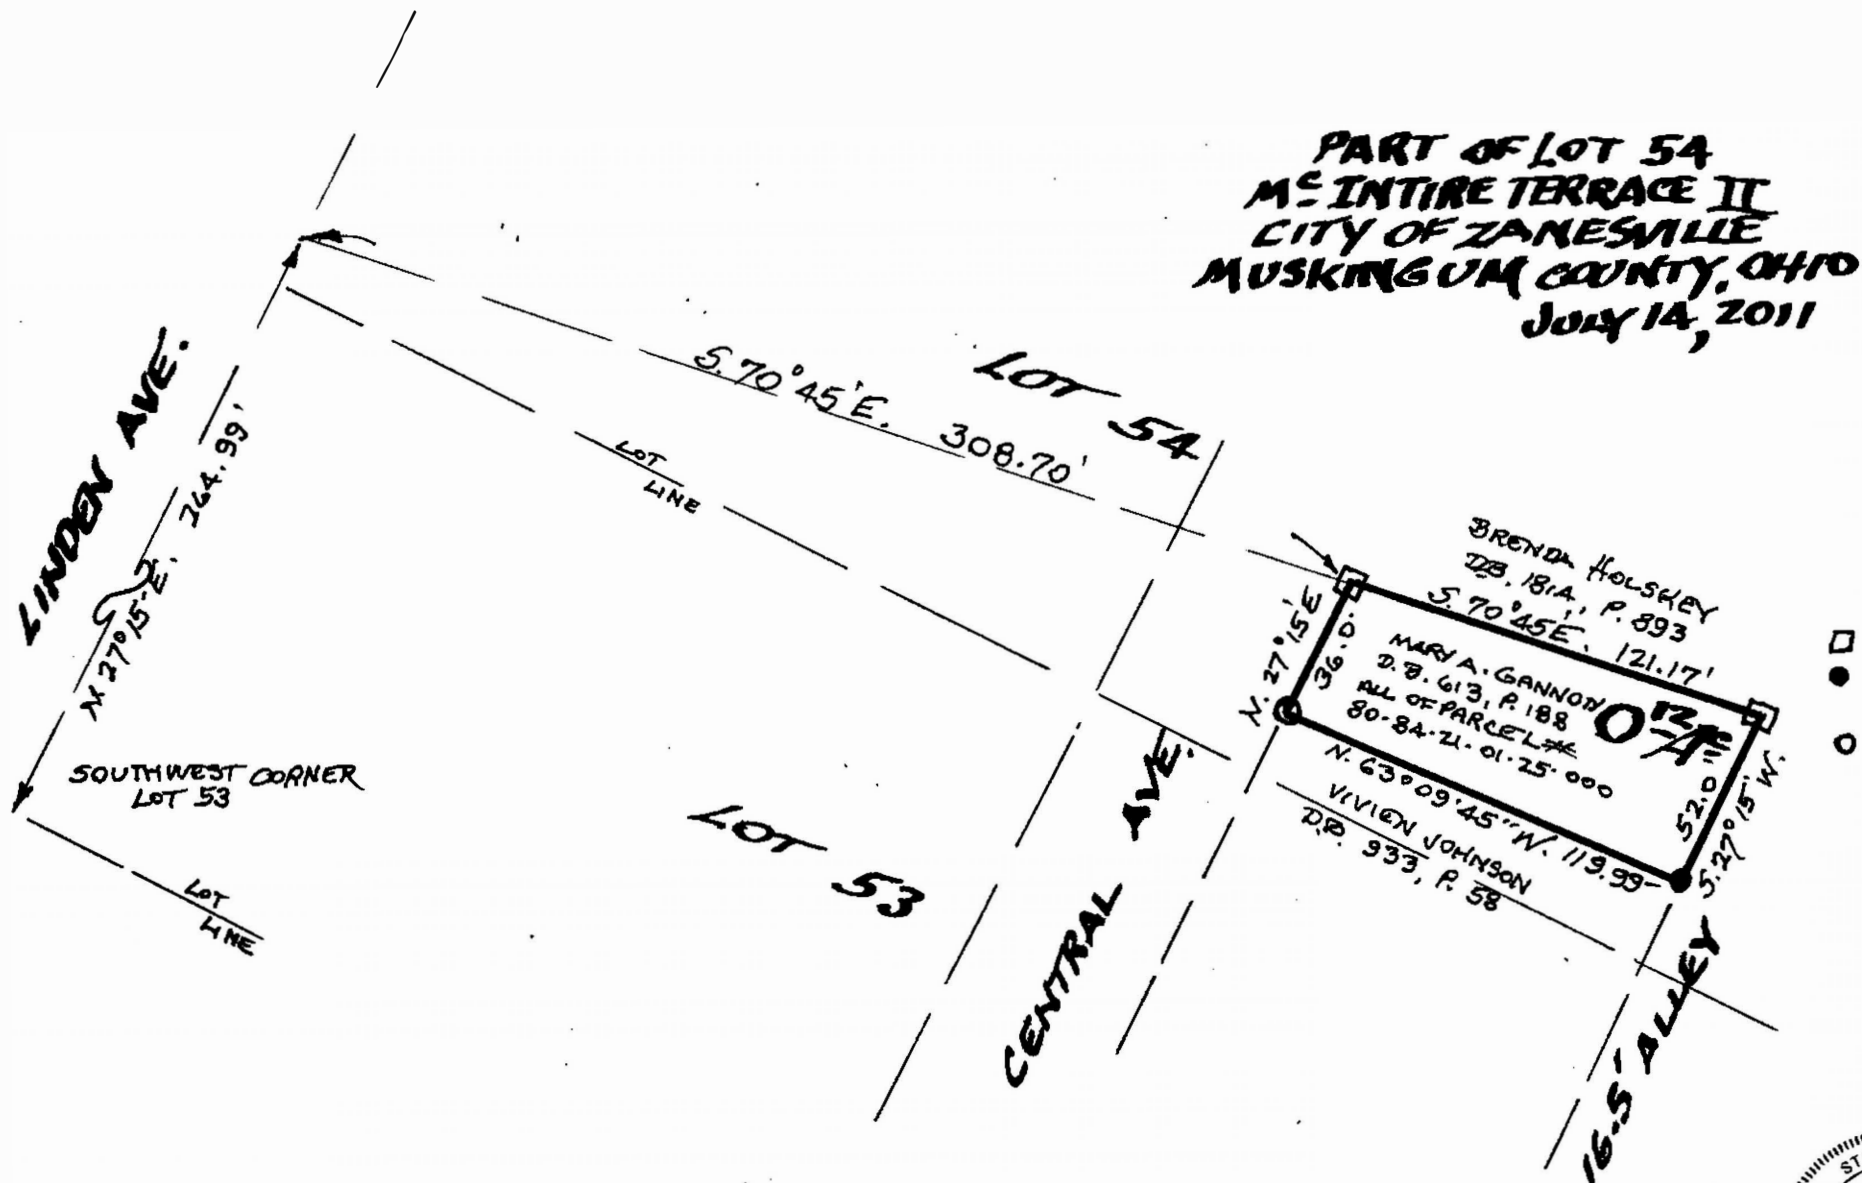 PART OF LOT 54
Mc INTIRE TERRACE II
CITY OF ZANESVILLE
MUSKINGUM COUNTY, OHIO
JULY 14, 2011
LINDEN AVE.
N 27°15' E. 264.99'
S. 70°45' E. 308.70'
LOT 54
LOT
LINE
BRENDA HOLSKEY
D.B. 1814, P. 893
S. 70°45' E. 121.17'
N. 27°15' E
36.0'
MARY A. GANNON
D.B. 613, P. 188
ALL OF PARCEL #
80-84-21-01-25-000
52.0'
S. 27°15' W.
N. 63°09'45" W. 119.99
VIVIEN JOHNSON
D.B. 933, P. 58
SOUTHWEST CORNER
LOT 53
LOT
LINE
LOT 53
CENTRAL AVE.
16.5' ALLEY
ST